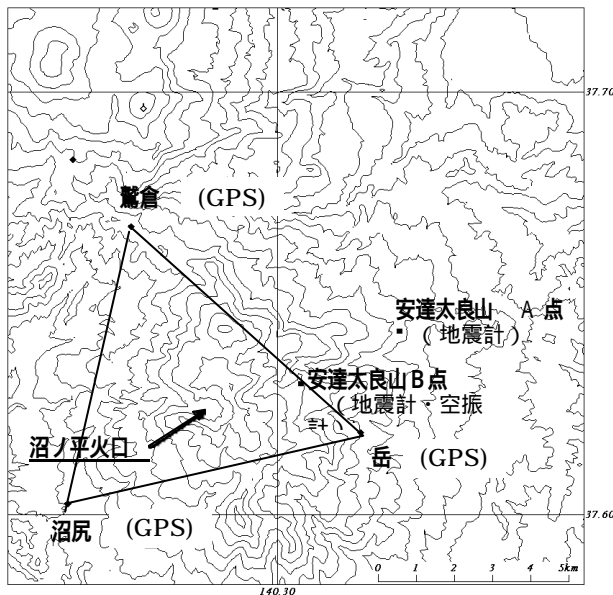 37.70
鷲倉 (GPS)
安達太良山 A 点
(地震計)
安達太良山B点
(地震計・空振
計)
沼ノ平火口
岳 (GPS)
沼尻 (GPS)
37.60
0 1 2 3 4 5km
140.30